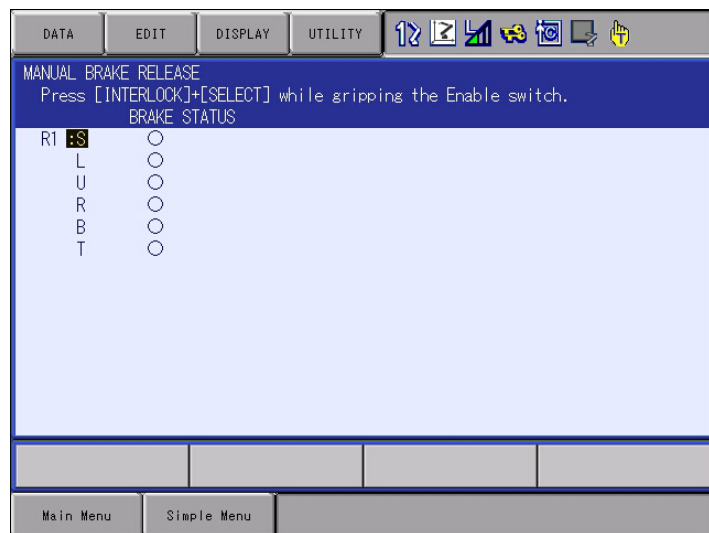 DATA EDIT DISPLAY UTILITY
MANUAL BRAKE RELEASE
Press [INTERLOCK]+[SELECT] while gripping the Enable switch.
BRAKE STATUS
R1 :S ○
L ○
U ○
R ○
B ○
T ○
Main Menu Simple Menu